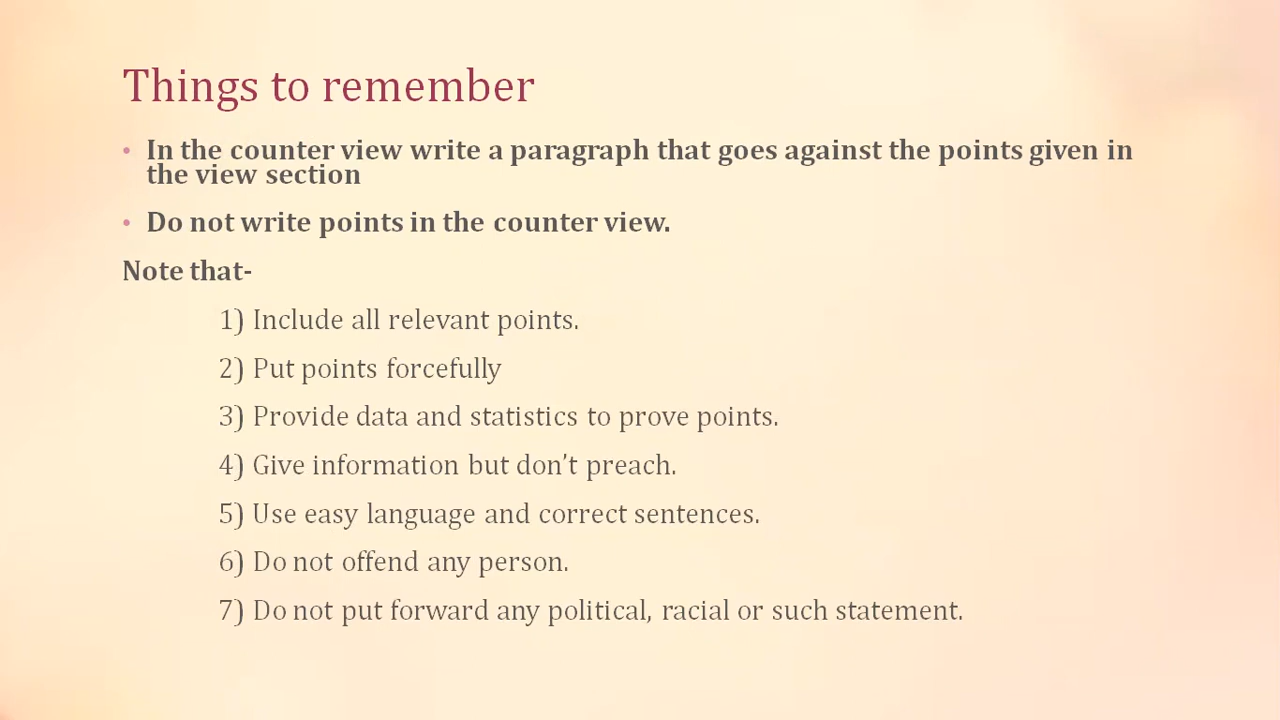 Things to remember
• In the counter view write a paragraph that goes against the points given in
the view section
• Do not write points in the counter view.
Note that-
1) Include all relevant points.
2) Put points forcefully
3) Provide data and statistics to prove points.
4) Give information but don’t preach.
5) Use easy language and correct sentences.
6) Do not offend any person.
7) Do not put forward any political, racial or such statement.